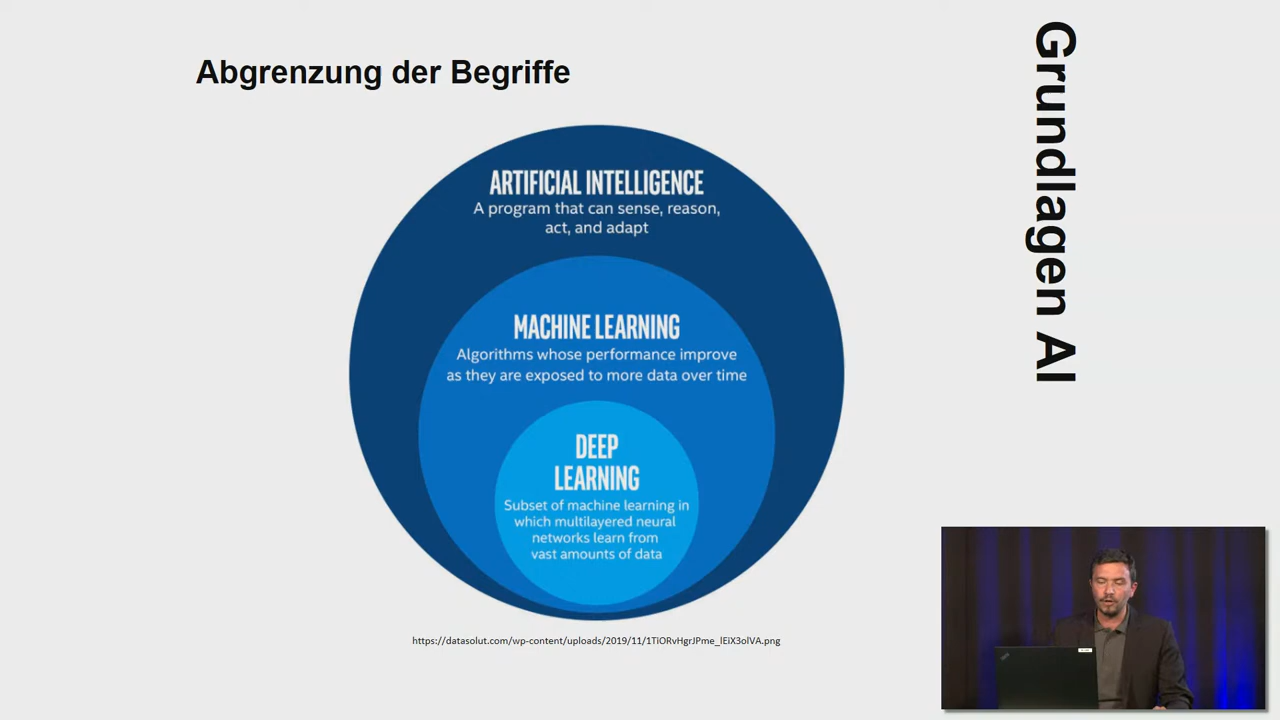 Abgrenzung der Begriffe
Grundlagen AI
ARTIFICIAL INTELLIGENCE
A program that can sense, reason,
act, and adapt
MACHINE LEARNING
Algorithms whose performance improve
as they are exposed to more data over time
DEEP
LEARNING
Subset of machine learning in
which multilayered neural
networks learn from
vast amounts of data
https://datasolut.com/wp-content/uploads/2019/11/1TiORvHgrJPme_lEiX3olVA.png